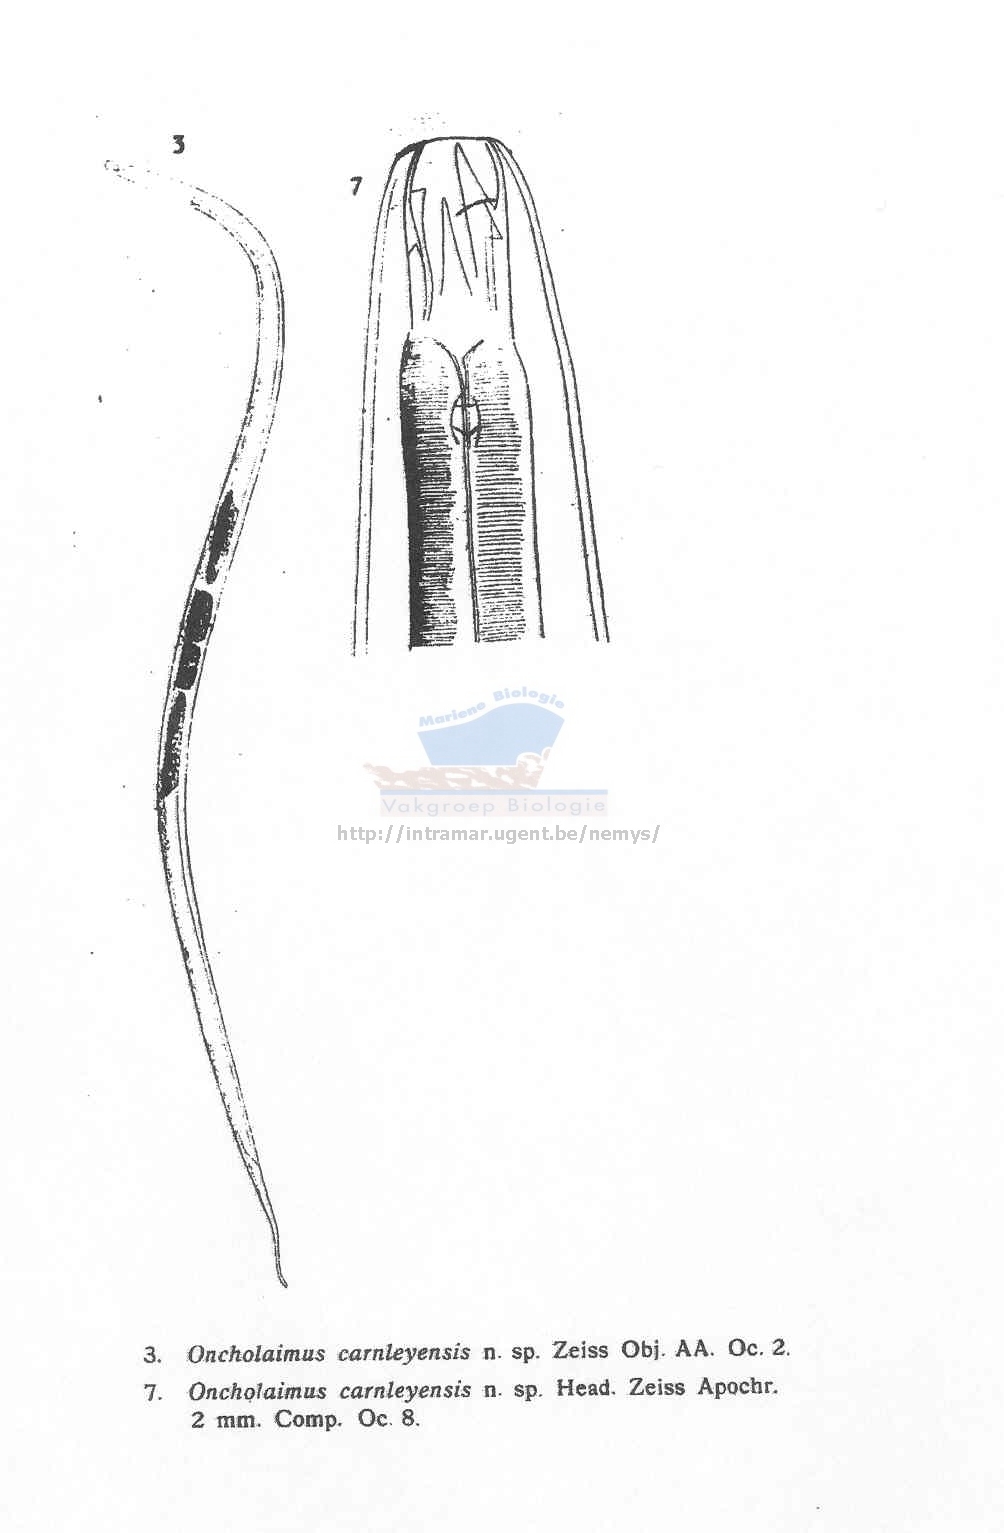 3
7
Mariene Biologie
Vakgroep Biologie
http://intramar.ugent.be/nemys/
3. Oncholaimus carnleyensis n. sp. Zeiss Obj. AA. Oc. 2.
7. Oncholaimus carnleyensis n. sp. Head. Zeiss Apochr.
2 mm. Comp. Oc. 8.